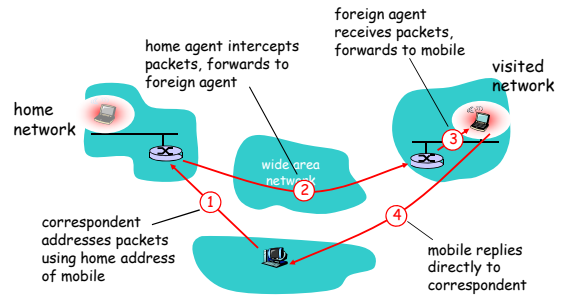 foreign agent
receives packets,
forwards to mobile
home agent intercepts
packets, forwards to
foreign agent
visited
network
home
network
3
wide area
network
2
1
4
correspondent
addresses packets
using home address
of mobile
mobile replies
directly to
correspondent